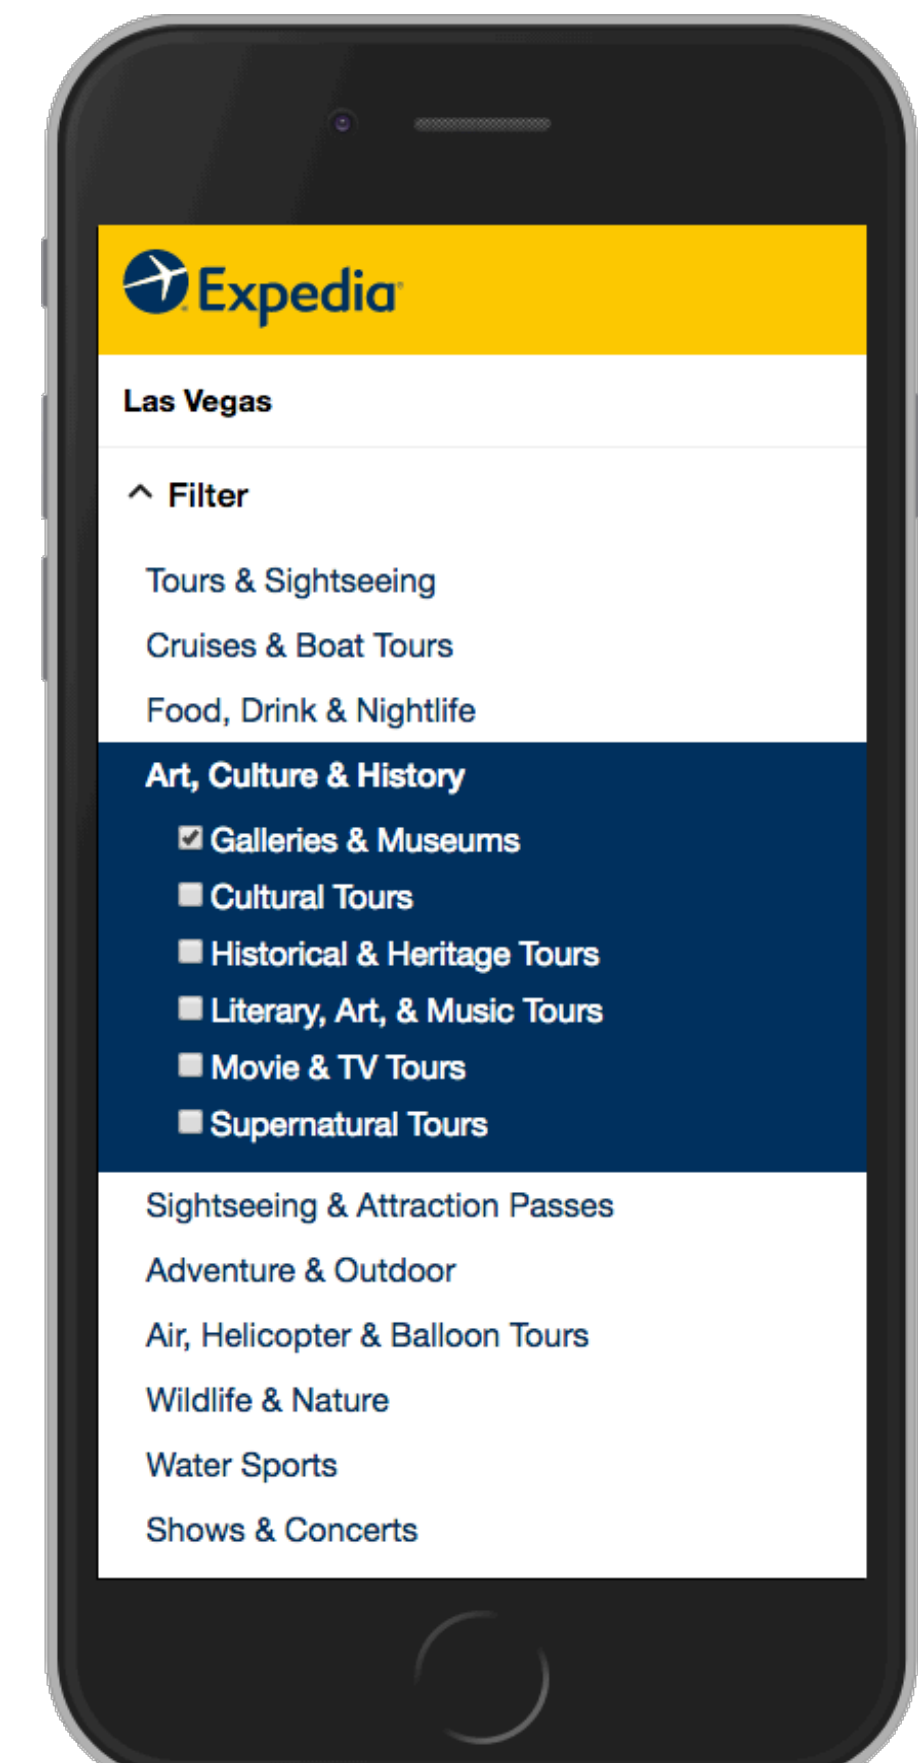 Expedia
Las Vegas
Filter
Tours & Sightseeing
Cruises & Boat Tours
Food, Drink & Nightlife
Art, Culture & History
Galleries & Museums
Cultural Tours
Historical & Heritage Tours
Literary, Art, & Music Tours
Movie & TV Tours
Supernatural Tours
Sightseeing & Attraction Passes
Adventure & Outdoor
Air, Helicopter & Balloon Tours
Wildlife & Nature
Water Sports
Shows & Concerts